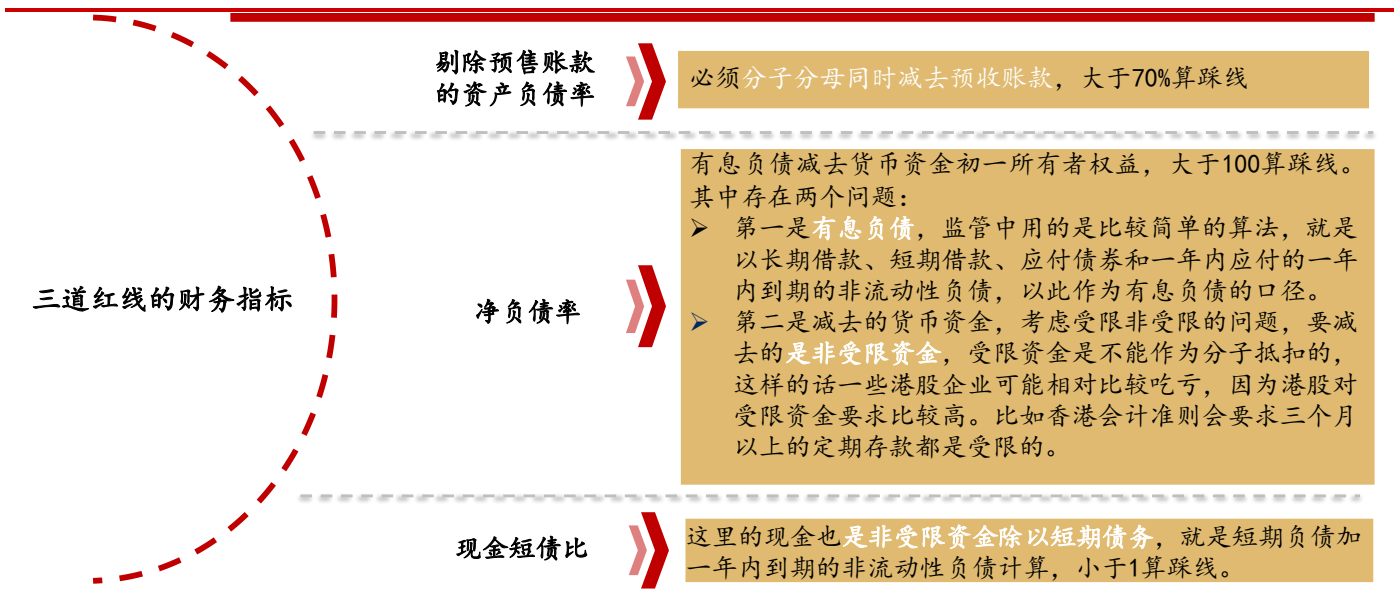 三道红线的财务指标
剔除预售账款
的资产负债率
必须分子分母同时减去预收账款，大于70%算踩线
净负债率
有息负债减去货币资金初一所有者权益，大于100算踩线。
其中存在两个问题：
➢ 第一是有息负债，监管中用的是比较简单的算法，就是
以长期借款、短期借款、应付债券和一年内应付的一年
内到期的非流动性负债，以此作为有息负债的口径。
➢ 第二是减去的货币资金，考虑受限非受限的问题，要减
去的是非受限资金，受限资金是不能作为分子抵扣的，
这样的话一些港股企业可能相对比较吃亏，因为港股对
受限资金要求比较高。比如香港会计准则会要求三个月
以上的定期存款都是受限的。
现金短债比
这里的现金也是非受限资金除以短期债务，就是短期负债加
一年内到期的非流动性负债计算，小于1算踩线。